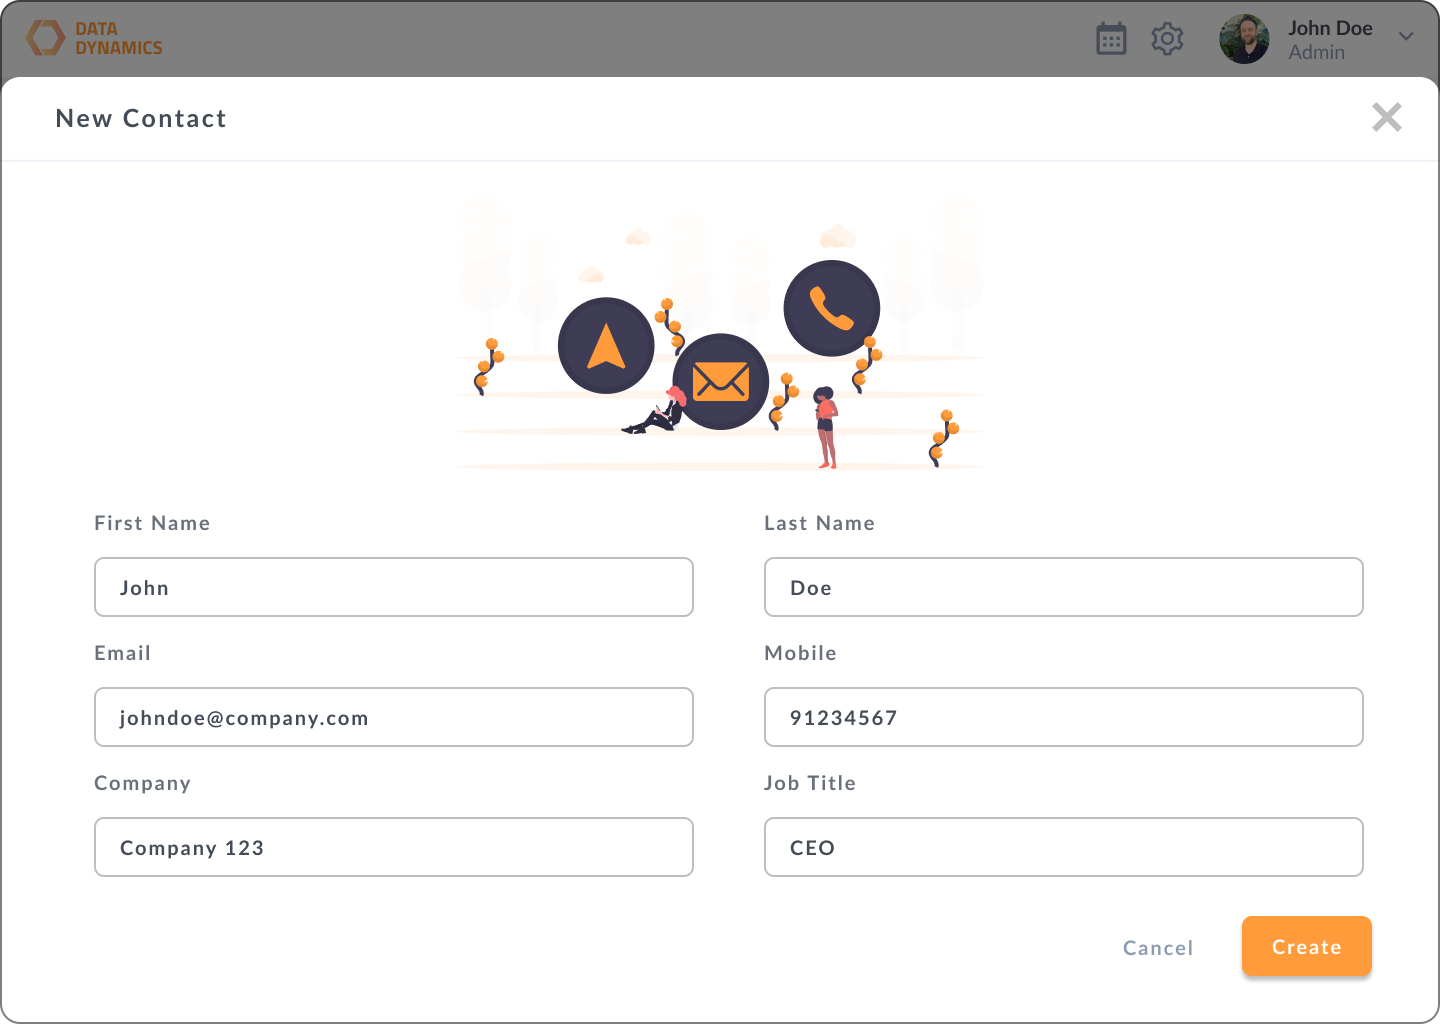 DATA
DYNAMICS
John Doe
Admin
New Contact
First Name
Last Name
John
Doe
Email
Mobile
johndoe@company.com
91234567
Company
Job Title
Company 123
CEO
Cancel
Create